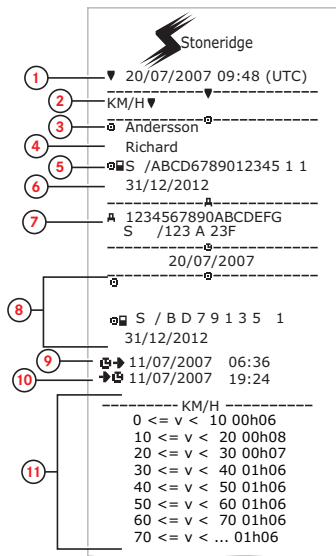 Stoneridge
1 ▼ 20/07/2007 09:48 (UTC)
2 KM/H▼
3 Andersson
4 Richard
5 S /ABCD6789012345 1 1
6 31/12/2012
7 A 1234567890ABCDEFG
S /123 A 23F
20/07/2007
8
S / B D 7 9 1 3 5 1
31/12/2012
9 11/07/2007 06:36
10 11/07/2007 19:24
11
KM/H
0 <= v < 10 00h06
10 <= v < 20 00h08
20 <= v < 30 00h07
30 <= v < 40 01h06
40 <= v < 50 01h06
50 <= v < 60 01h06
60 <= v < 70 01h06
70 <= v < ... 01h06